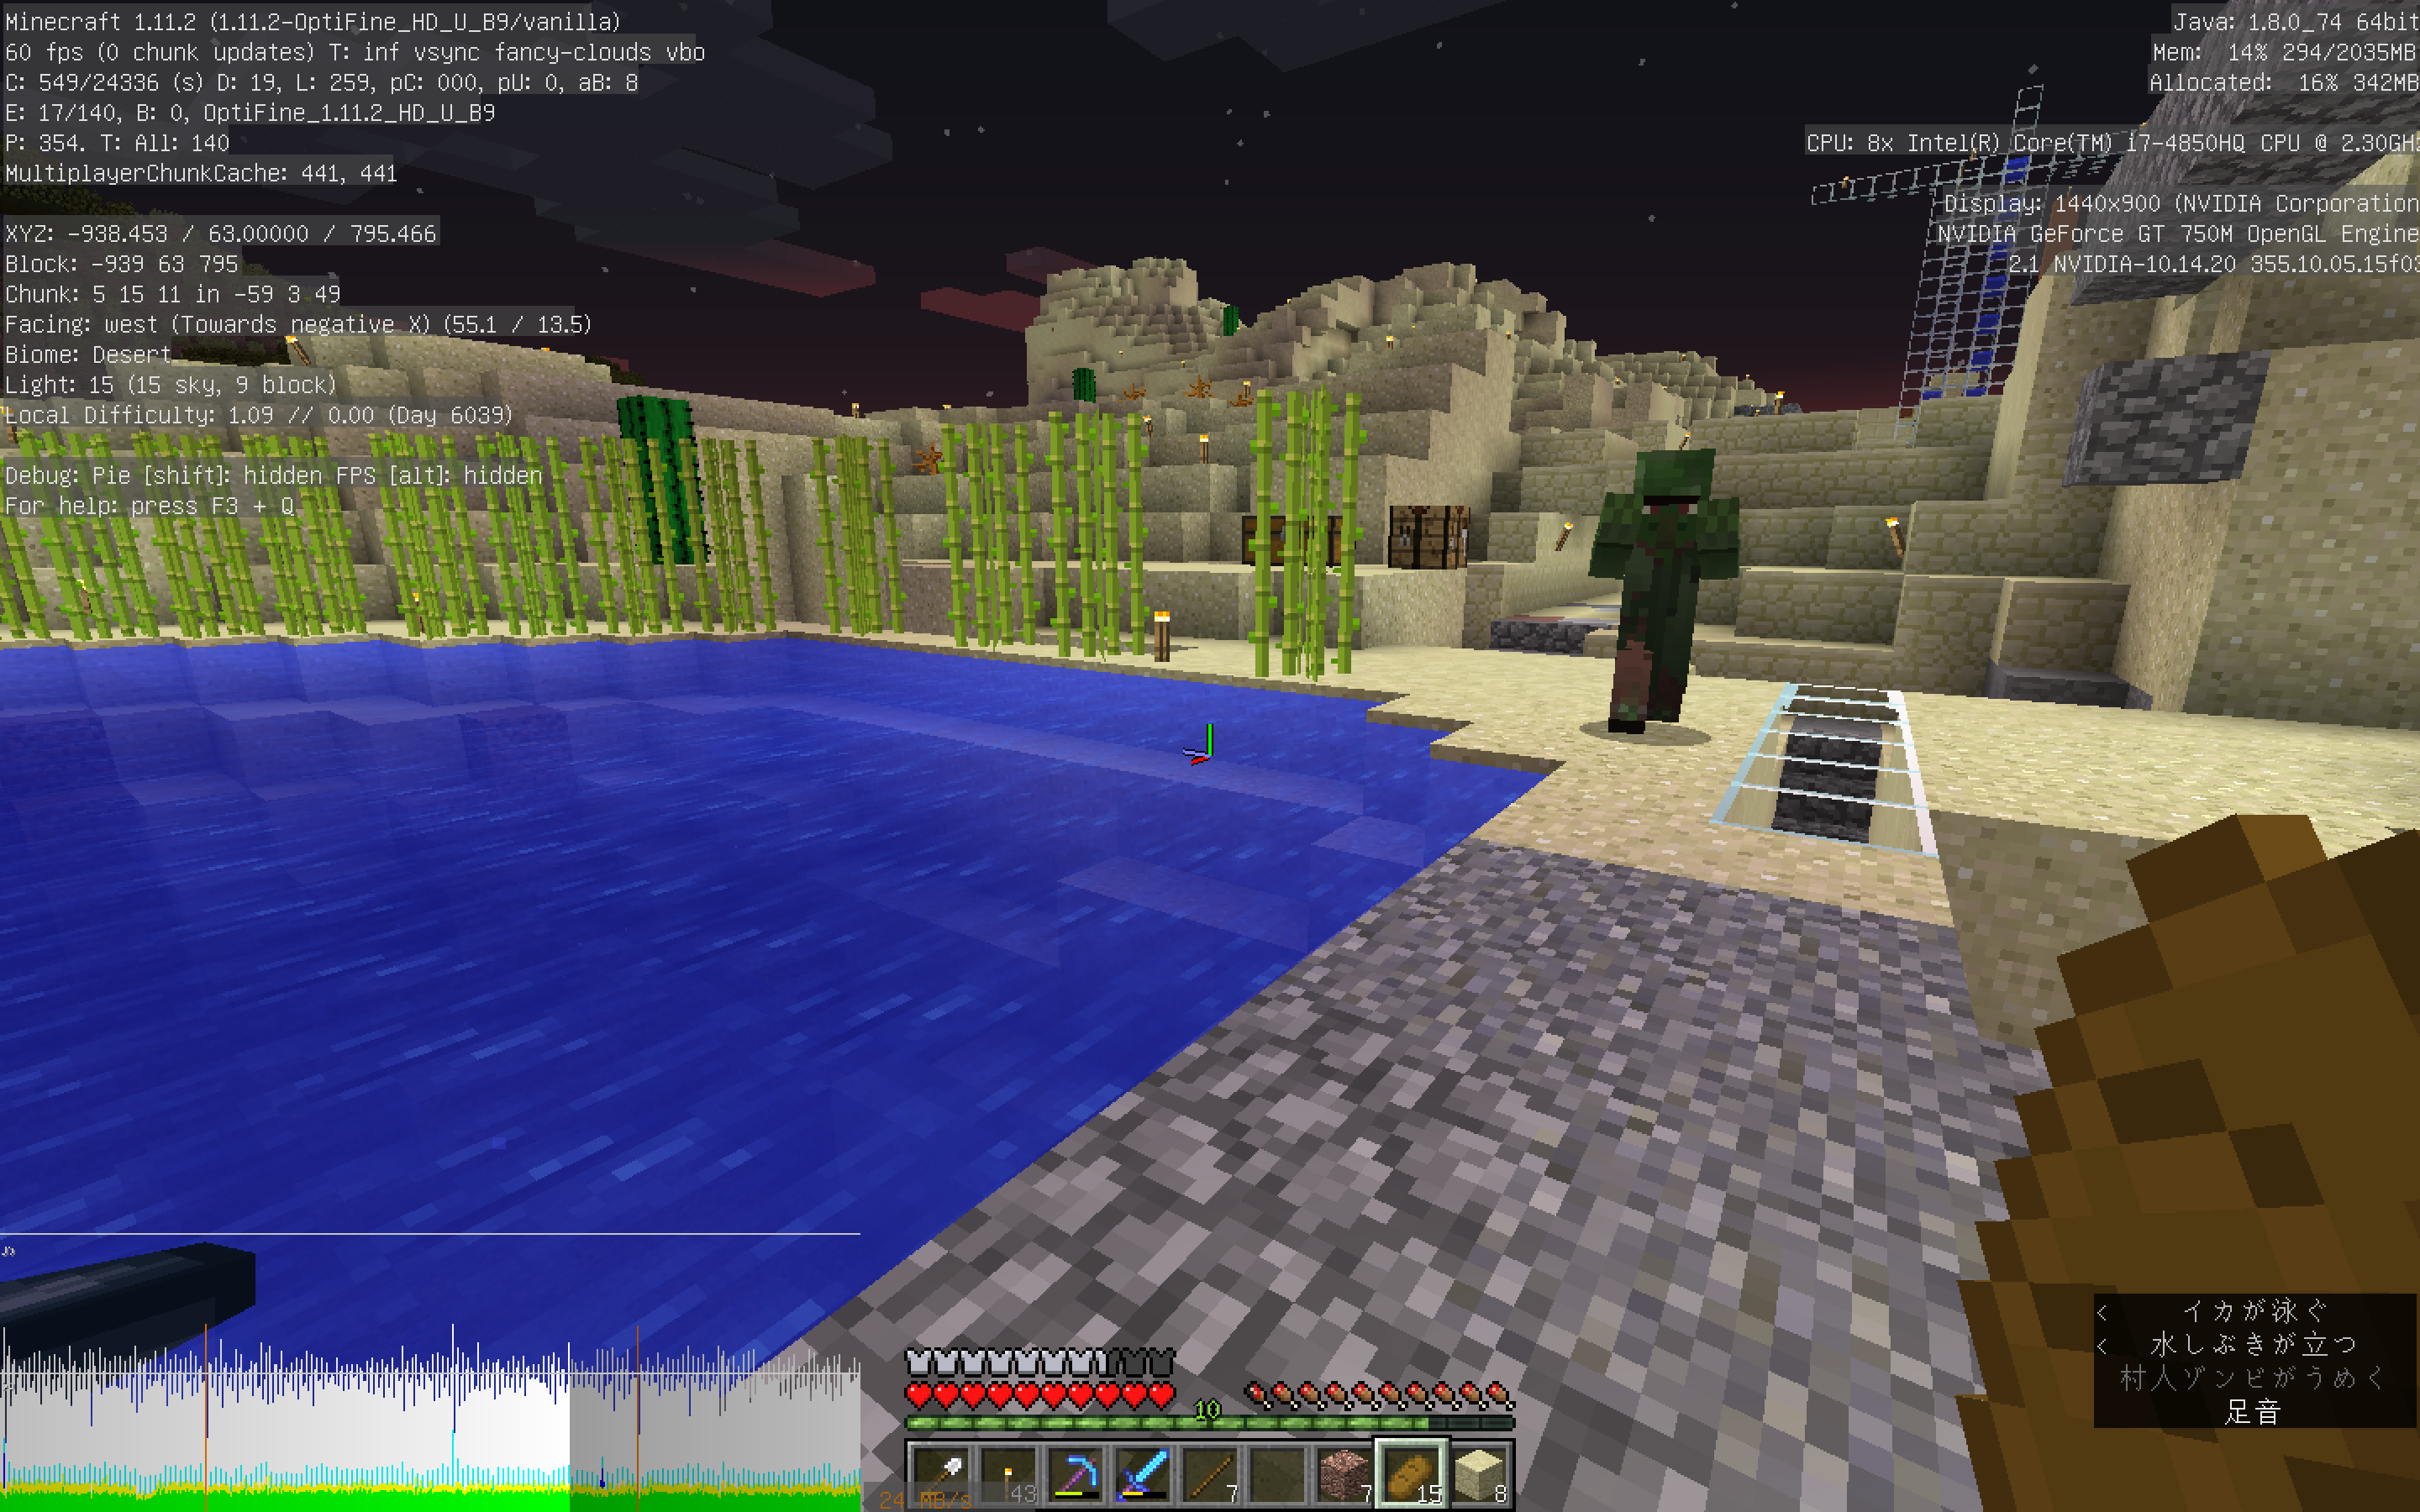 Minecraft 1.11.2 (1.11.2-OptiFine_HD_U_B9/vanilla)
60 fps (0 chunk updates) T: inf vsync fancy-clouds vbo
C: 549/24336 (s) D: 19, L: 259, pC: 000, pU: 0, aB: 8
E: 17/140, B: 0, OptiFine_1.11.2_HD_U_B9
P: 354. T: All: 140
MultiplayerChunkCache: 441, 441
XYZ: -938.453 / 63.00000 / 795.466
Block: -939 63 795
Chunk: 5 15 11 in -59 3 49
Facing: west (Towards negative X) (55.1 / 13.5)
Biome: Desert
Light: 15 (15 sky, 9 block)
Local Difficulty: 1.09 // 0.00 (Day 6039)
Debug: Pie [shift]: hidden FPS [alt]: hidden
For help: press F3 + Q
Java: 1.8.0_74 64bit
Mem: 14% 294/2035MB
Allocated: 16% 342MB
CPU: 8x Intel(R) Core(TM) i7-4850HQ CPU @ 2.30GHz
Display: 1440x900 (NVIDIA Corporation
NVIDIA GeForce GT 750M OpenGL Engine
2.1 NVIDIA-10.14.20 355.10.05.15f03
< イカが泳ぐ
< 水しぶきが立つ
村人ゾンビがうめく
足音
10
43 7 7 15 8
24 MB/s